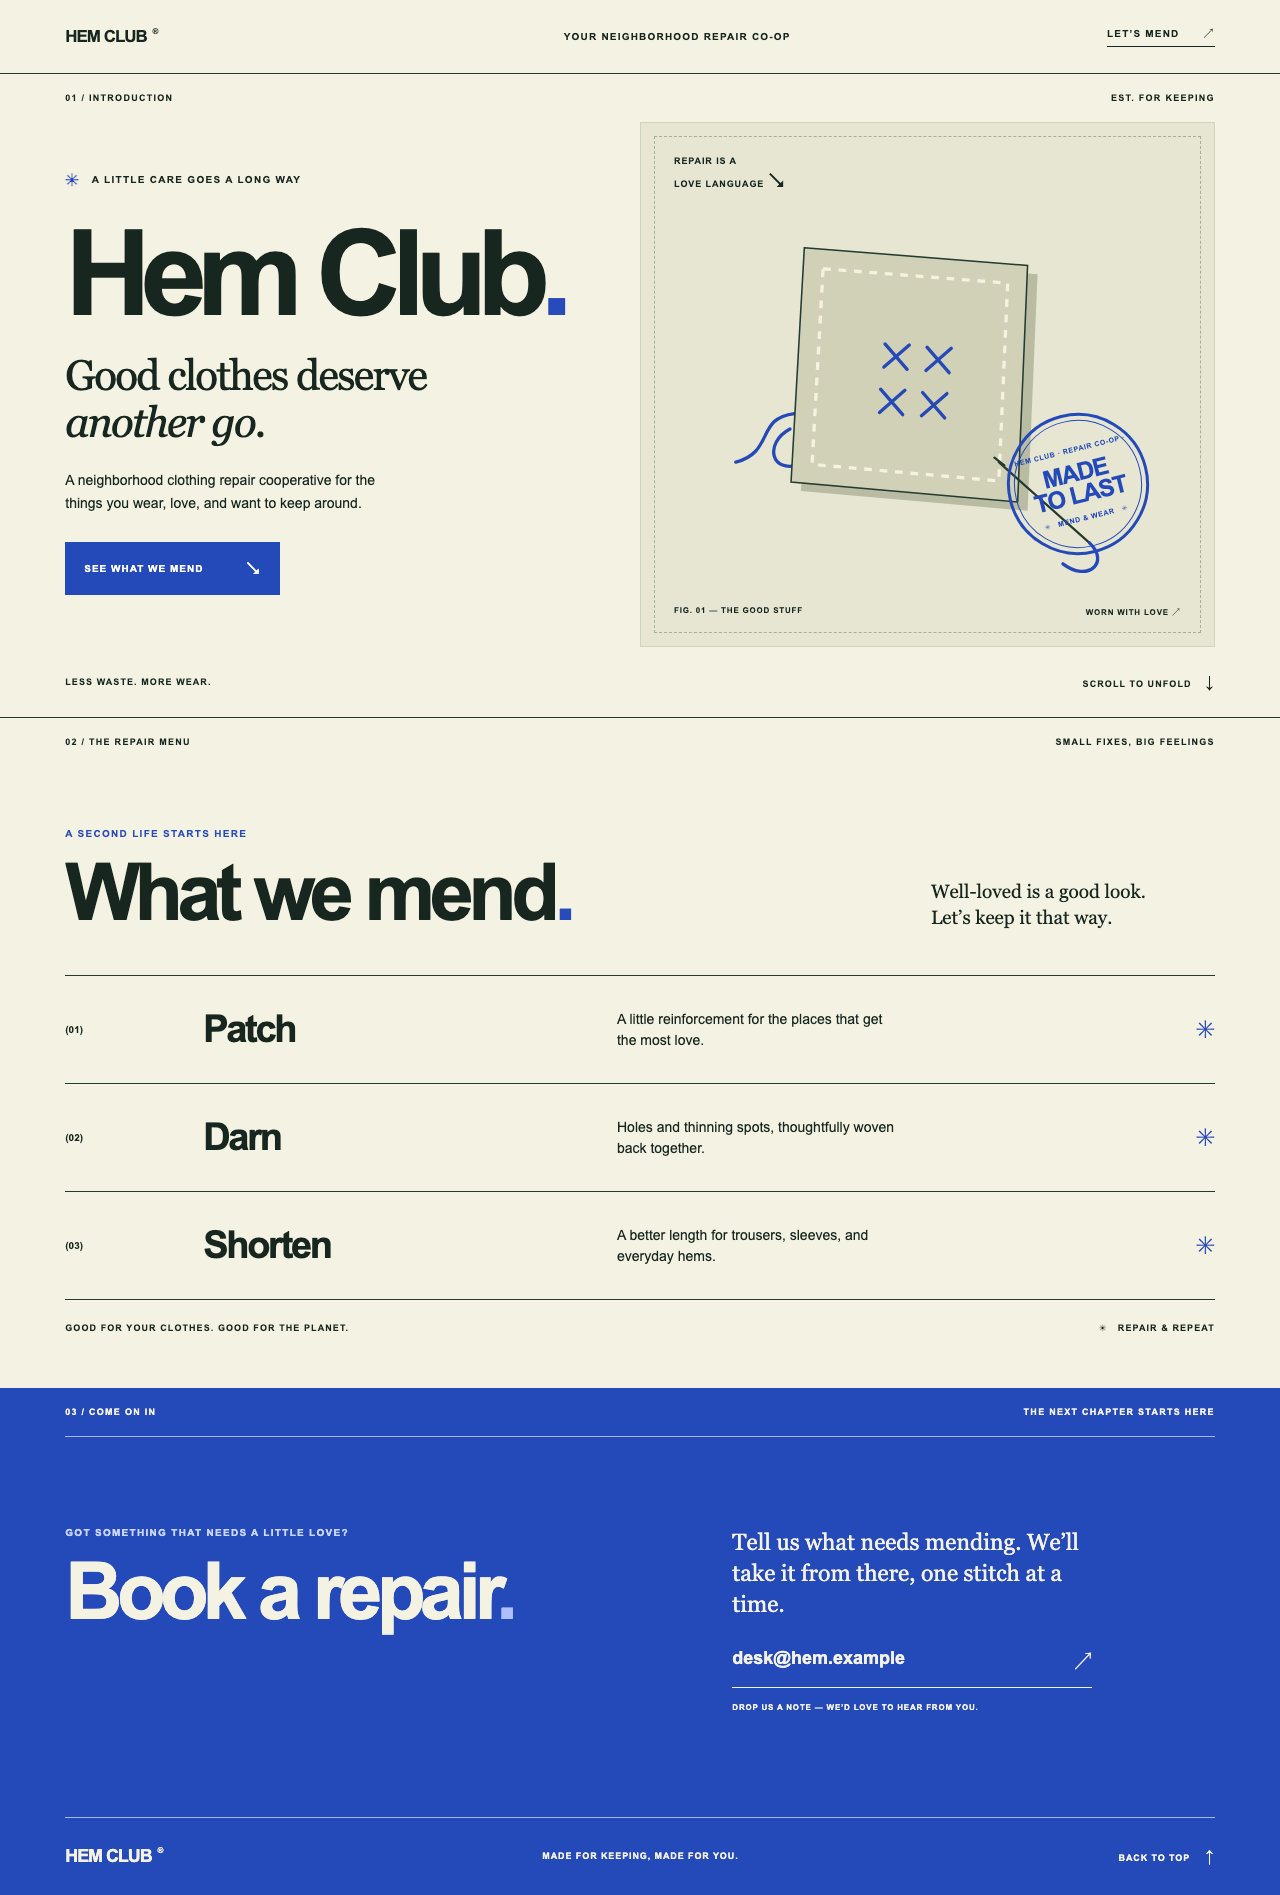 HEM CLUB ®
YOUR NEIGHBORHOOD REPAIR CO-OP
LET’S MEND ↗
01 / INTRODUCTION
EST. FOR KEEPING
✳ A LITTLE CARE GOES A LONG WAY
Hem Club.
Good clothes deserve
another go.
A neighborhood clothing repair cooperative for the
things you wear, love, and want to keep around.
SEE WHAT WE MEND ↘
REPAIR IS A
LOVE LANGUAGE ↘
HEM CLUB · REPAIR CO-OP ·
MADE
TO LAST
✳ MEND & WEAR ✳
FIG. 01 — THE GOOD STUFF
WORN WITH LOVE ↗
LESS WASTE. MORE WEAR.
SCROLL TO UNFOLD ↓
02 / THE REPAIR MENU
SMALL FIXES, BIG FEELINGS
A SECOND LIFE STARTS HERE
What we mend.
Well-loved is a good look.
Let’s keep it that way.
(01)
Patch
A little reinforcement for the places that get
the most love.
✳
(02)
Darn
Holes and thinning spots, thoughtfully woven
back together.
✳
(03)
Shorten
A better length for trousers, sleeves, and
everyday hems.
✳
GOOD FOR YOUR CLOTHES. GOOD FOR THE PLANET.
✳ REPAIR & REPEAT
03 / COME ON IN
THE NEXT CHAPTER STARTS HERE
GOT SOMETHING THAT NEEDS A LITTLE LOVE?
Book a repair.
Tell us what needs mending. We’ll
take it from there, one stitch at a
time.
desk@hem.example ↗
DROP US A NOTE — WE’D LOVE TO HEAR FROM YOU.
HEM CLUB ®
MADE FOR KEEPING, MADE FOR YOU.
BACK TO TOP ↑